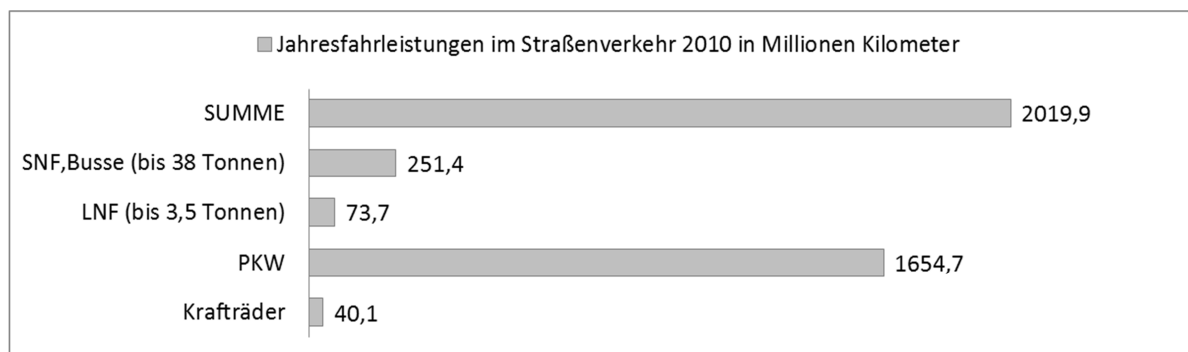 Jahresfahrleistungen im Straßenverkehr 2010 in Millionen Kilometer
SUMME 2019,9
SNF,Busse (bis 38 Tonnen) 251,4
LNF (bis 3,5 Tonnen) 73,7
PKW 1654,7
Krafträder 40,1